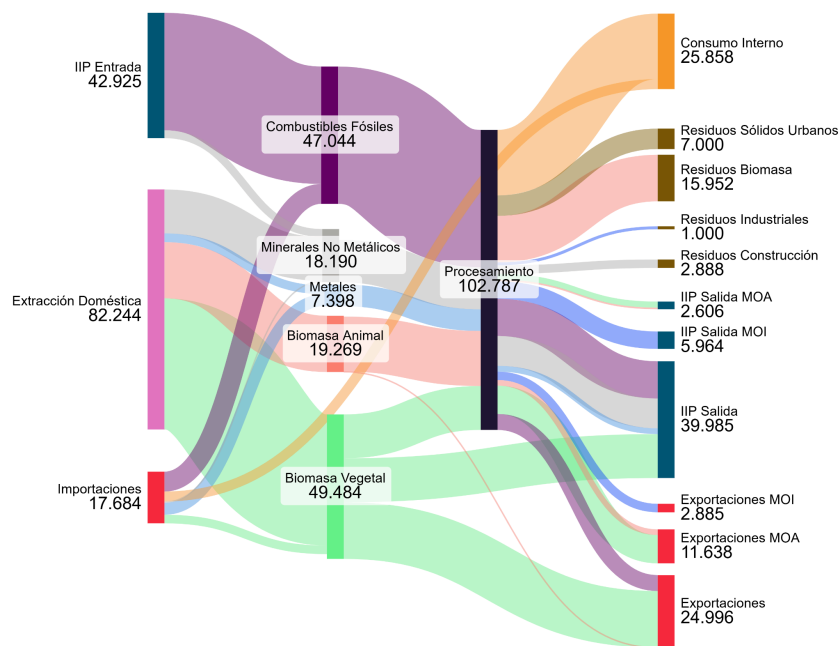 IIP Entrada
42.925
Extracción Doméstica
82.244
Importaciones
17.684
Combustibles Fósiles
47.044
Minerales No Metálicos
18.190
Metales
7.398
Biomasa Animal
19.269
Biomasa Vegetal
49.484
Procesamiento
102.787
Consumo Interno
25.858
Residuos Sólidos Urbanos
7.000
Residuos Biomasa
15.952
Residuos Industriales
1.000
Residuos Construcción
2.888
IIP Salida MOA
2.606
IIP Salida MOI
5.964
IIP Salida
39.985
Exportaciones MOI
2.885
Exportaciones MOA
11.638
Exportaciones
24.996